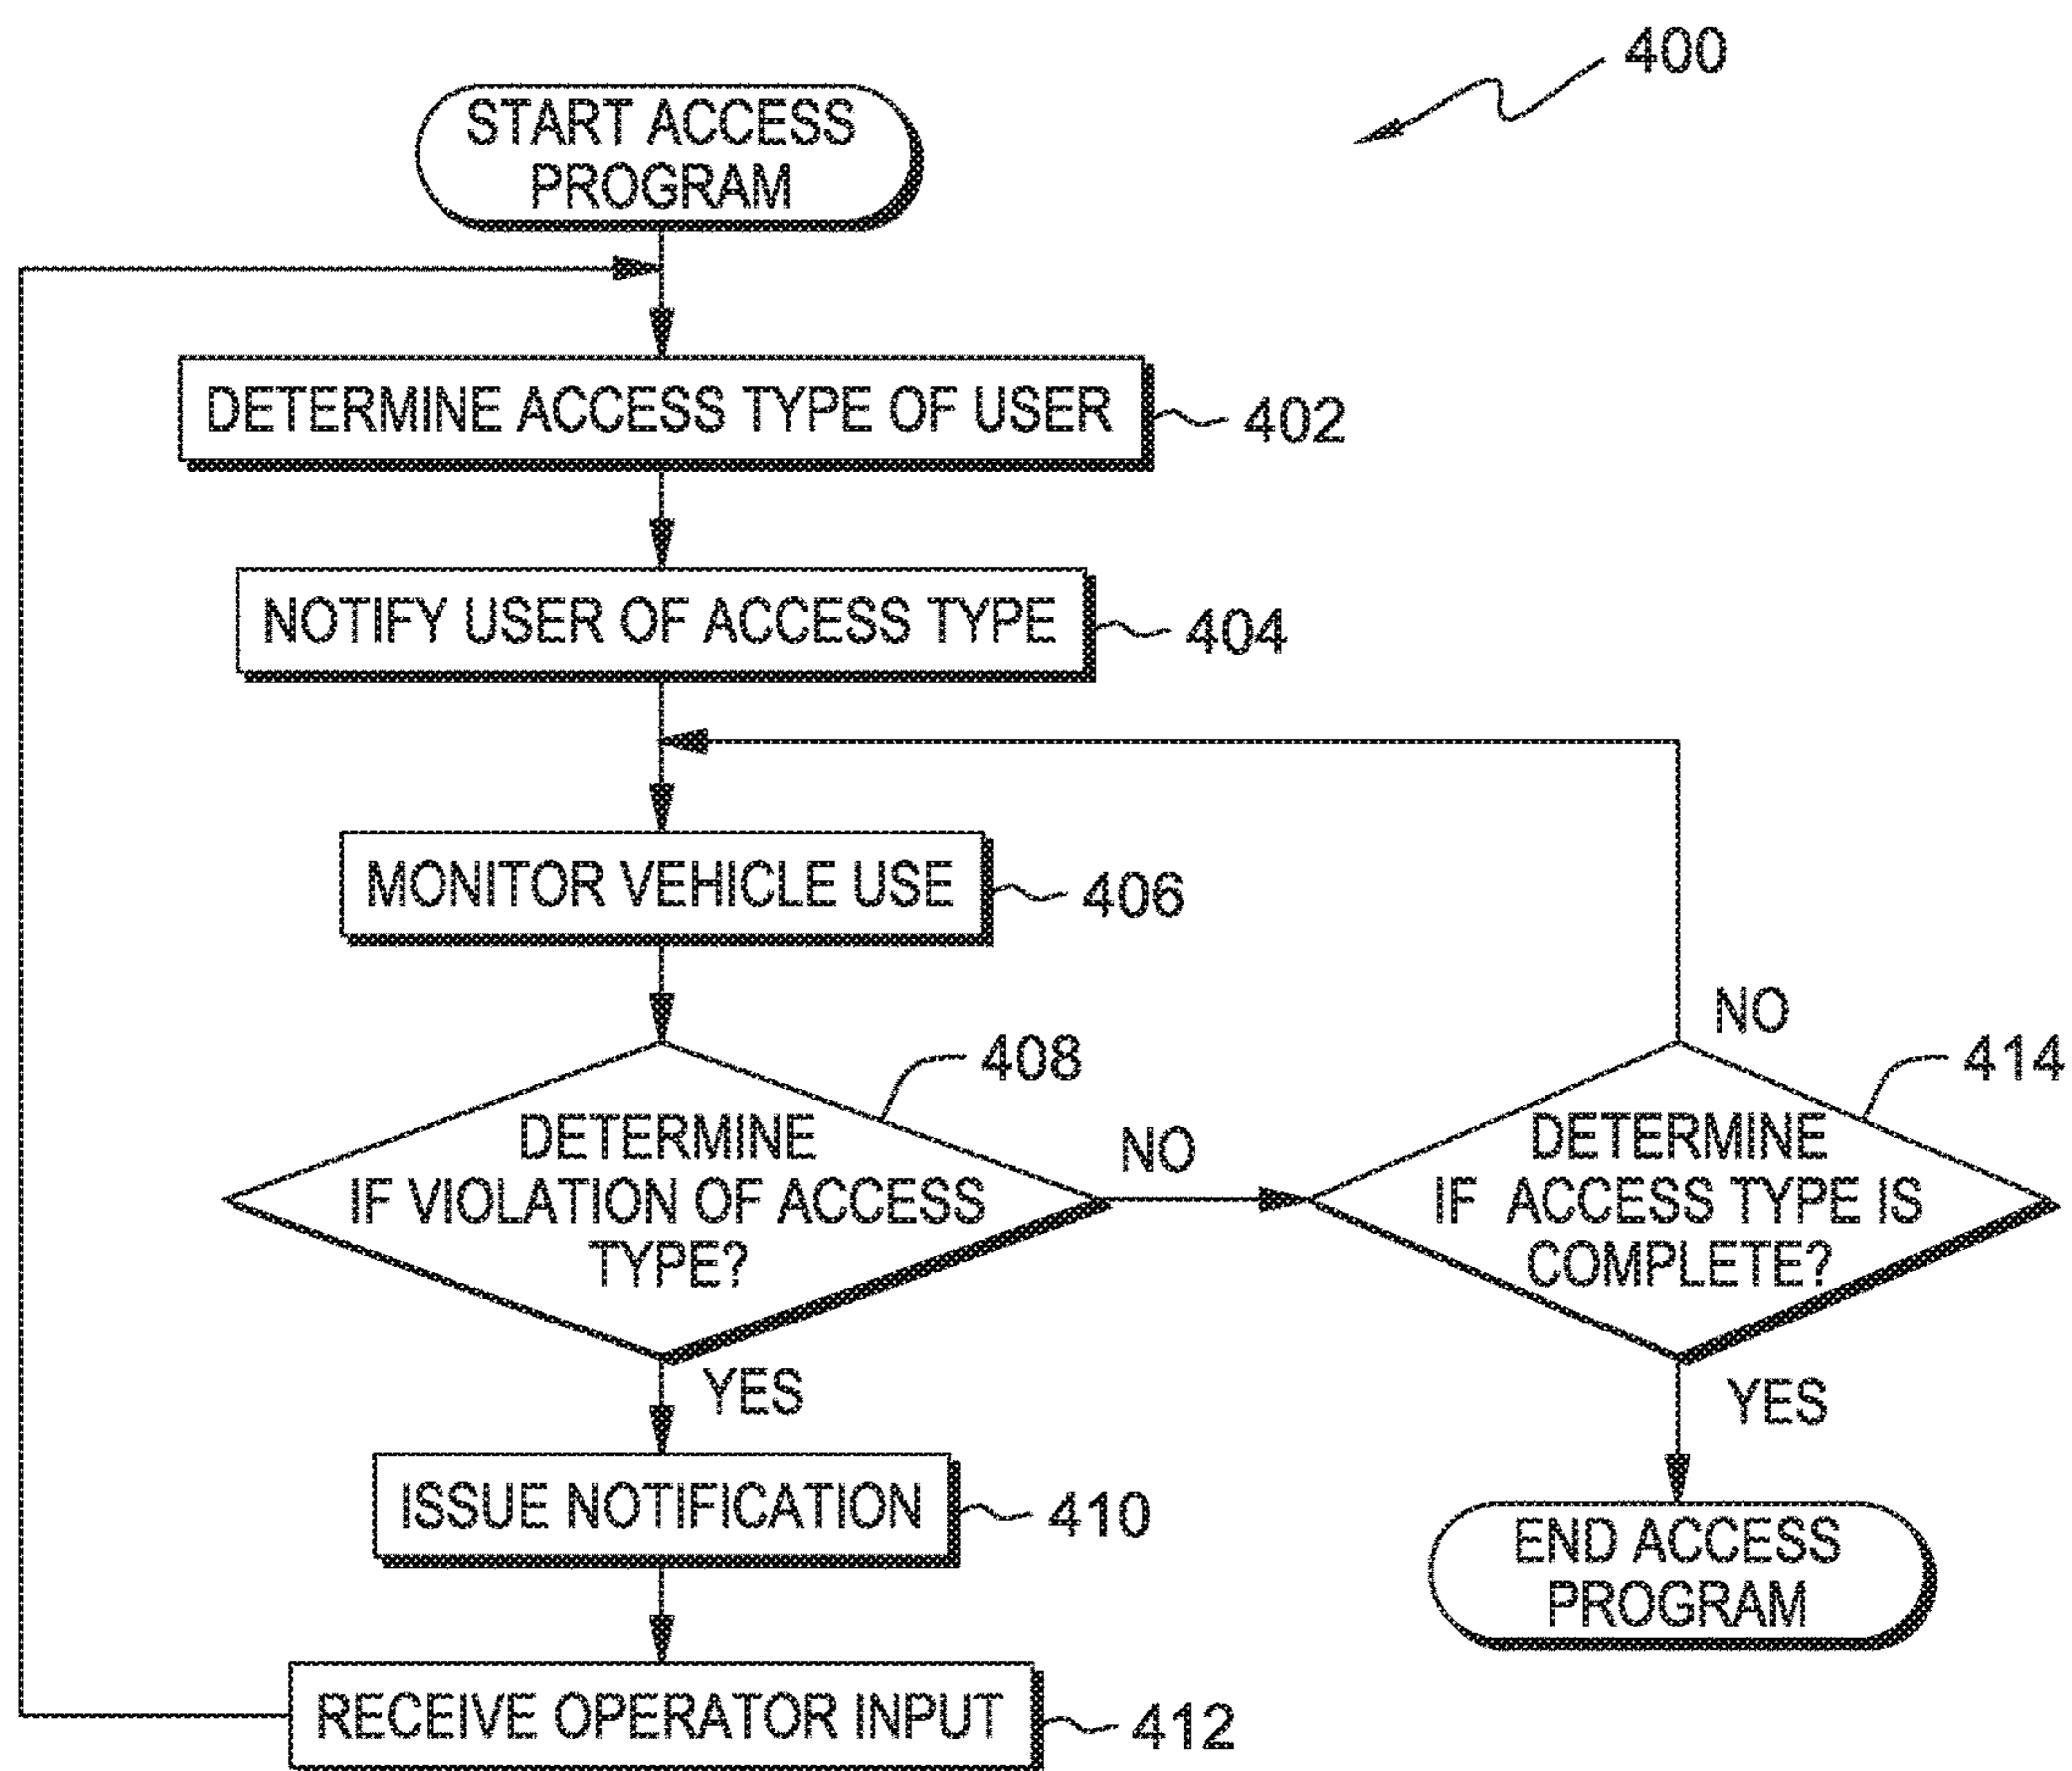 400
START ACCESS
PROGRAM
DETERMINE ACCESS TYPE OF USER
402
NOTIFY USER OF ACCESS TYPE
404
MONITOR VEHICLE USE
406
DETERMINE
IF VIOLATION OF ACCESS
TYPE?
408
NO
YES
DETERMINE
IF ACCESS TYPE IS
COMPLETE?
414
NO
YES
ISSUE NOTIFICATION
410
END ACCESS
PROGRAM
RECEIVE OPERATOR INPUT
412